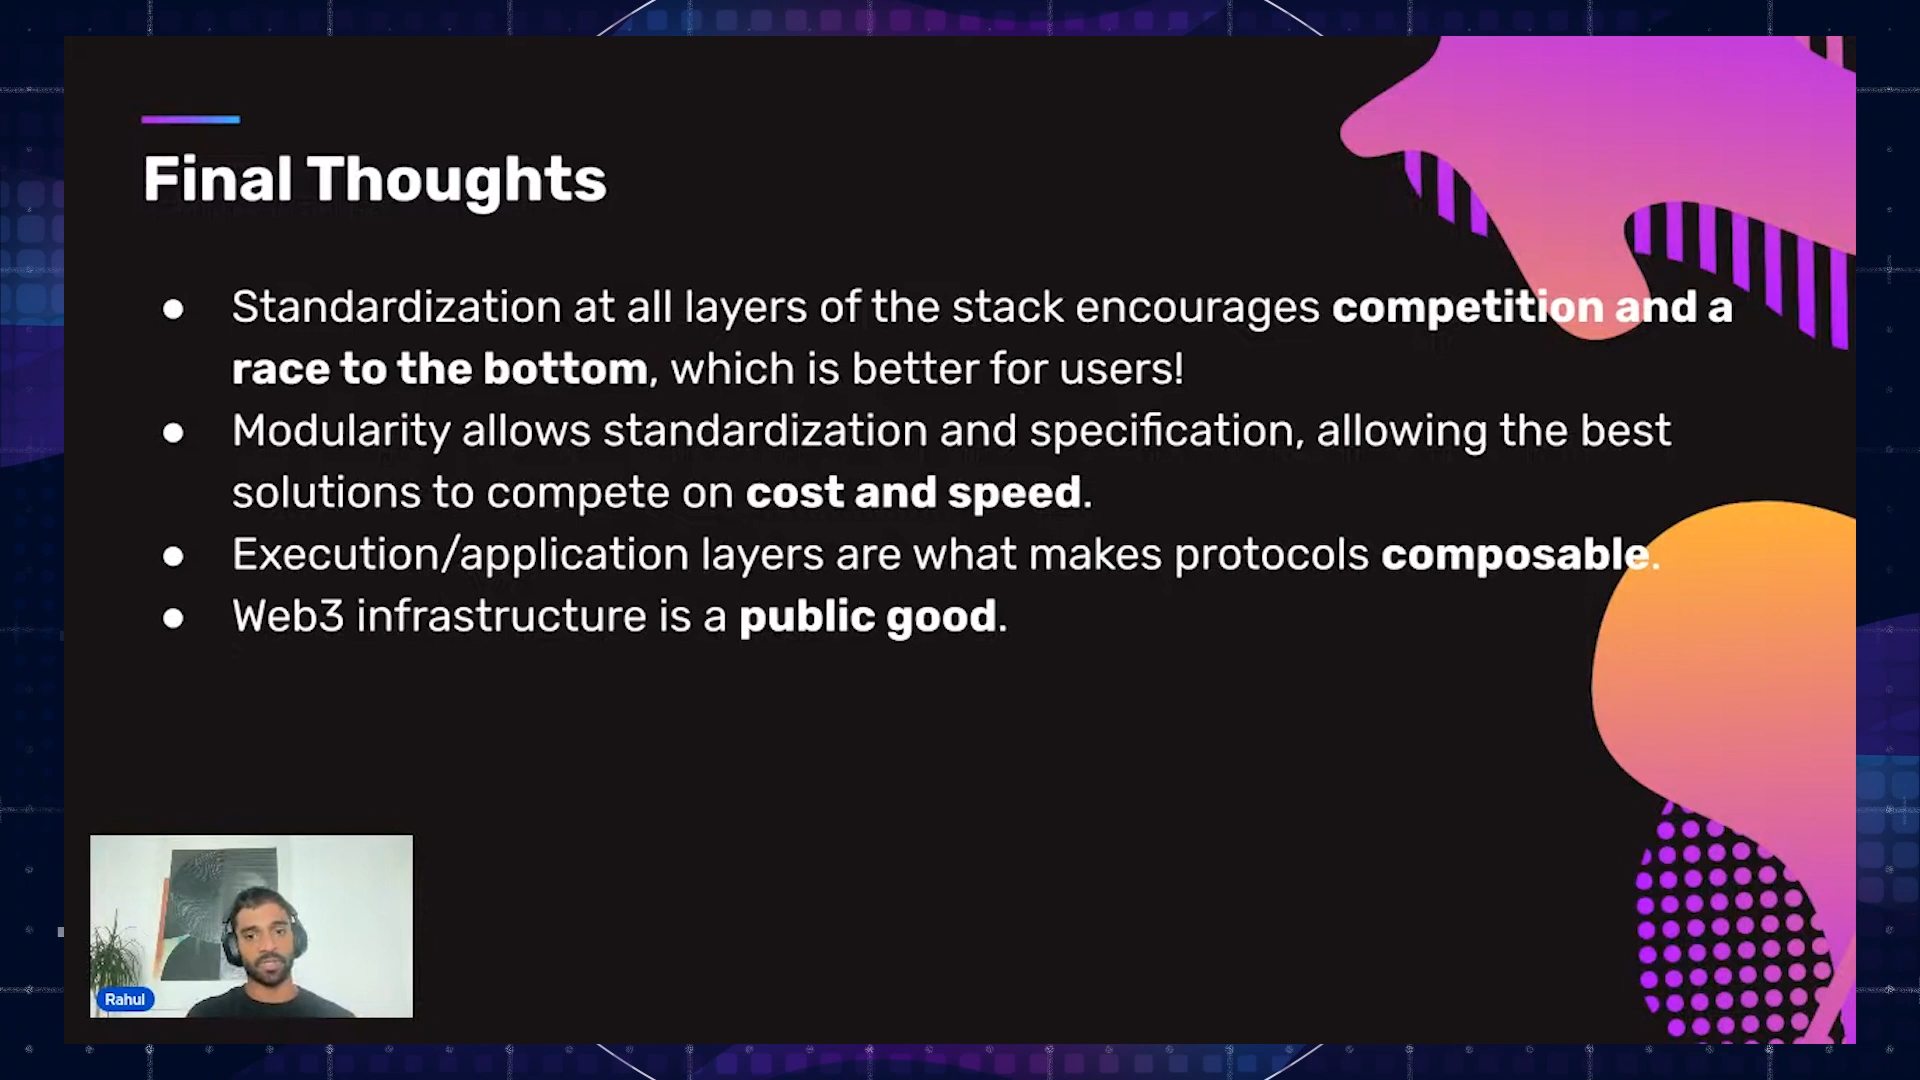 Final Thoughts
● Standardization at all layers of the stack encourages competition and a
race to the bottom, which is better for users!
● Modularity allows standardization and specification, allowing the best
solutions to compete on cost and speed.
● Execution/application layers are what makes protocols composable.
● Web3 infrastructure is a public good.
Rahul